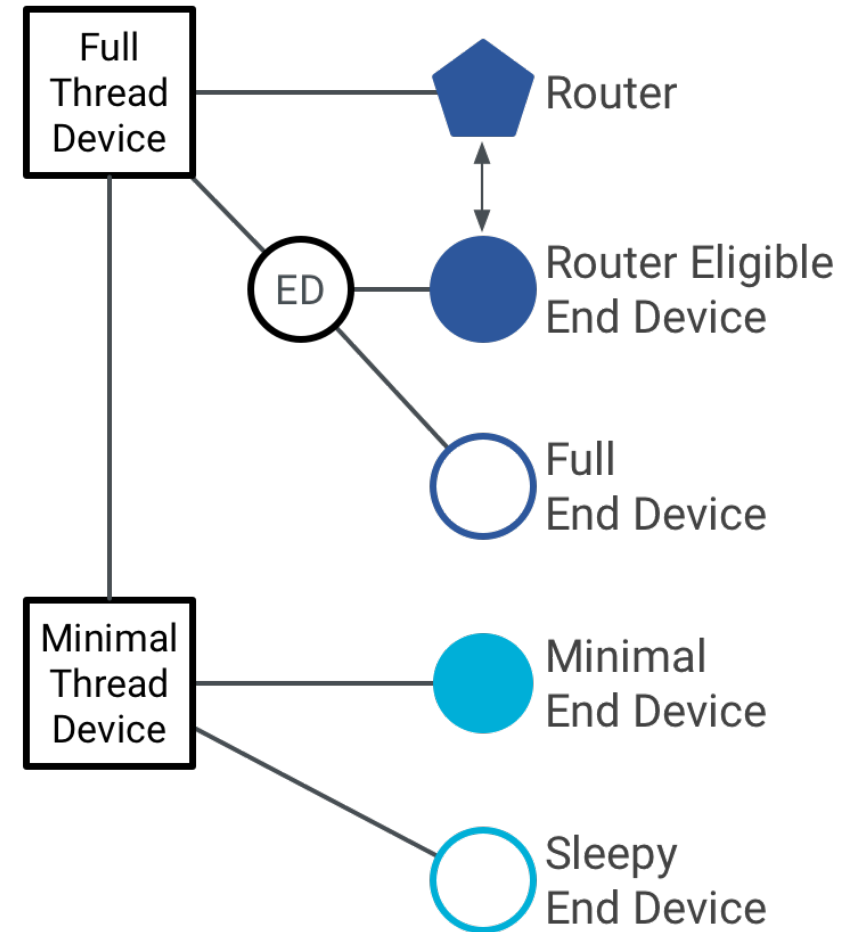 Full
Thread
Device
Router
ED
Router Eligible
End Device
Full
End Device
Minimal
Thread
Device
Minimal
End Device
Sleepy
End Device